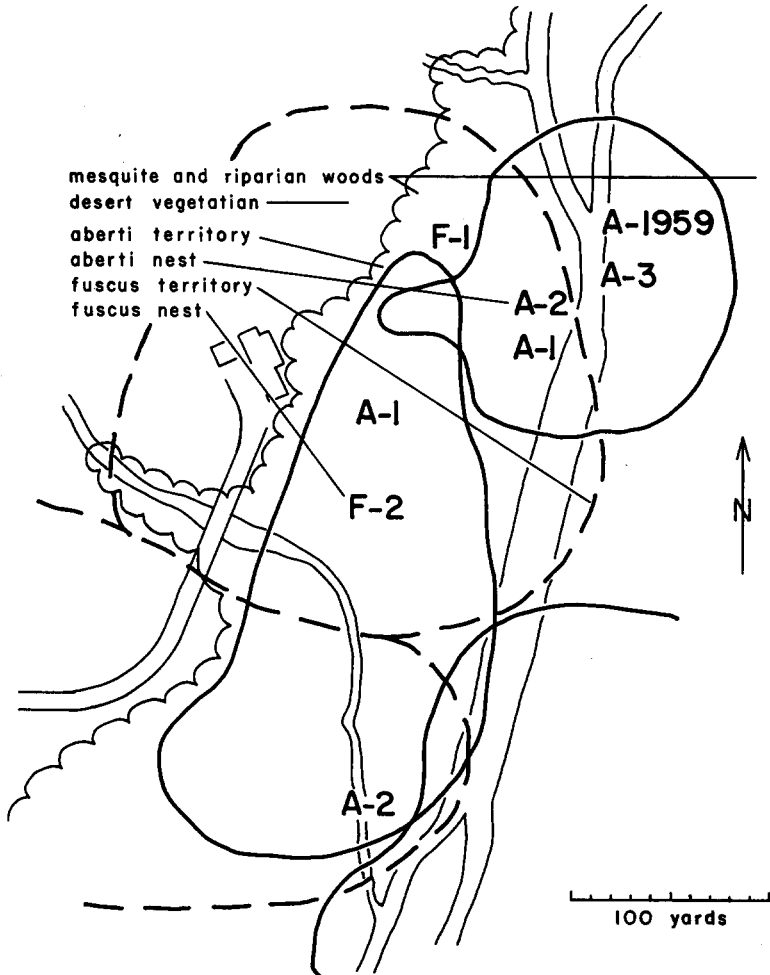 mesquite and riparian woods
desert vegetatian
aberti territory
aberti nest
fuscus territory
fuscus nest
F-1
A-1959
A-3
A-2
A-1
A-1
F-2
N
A-2
100 yards